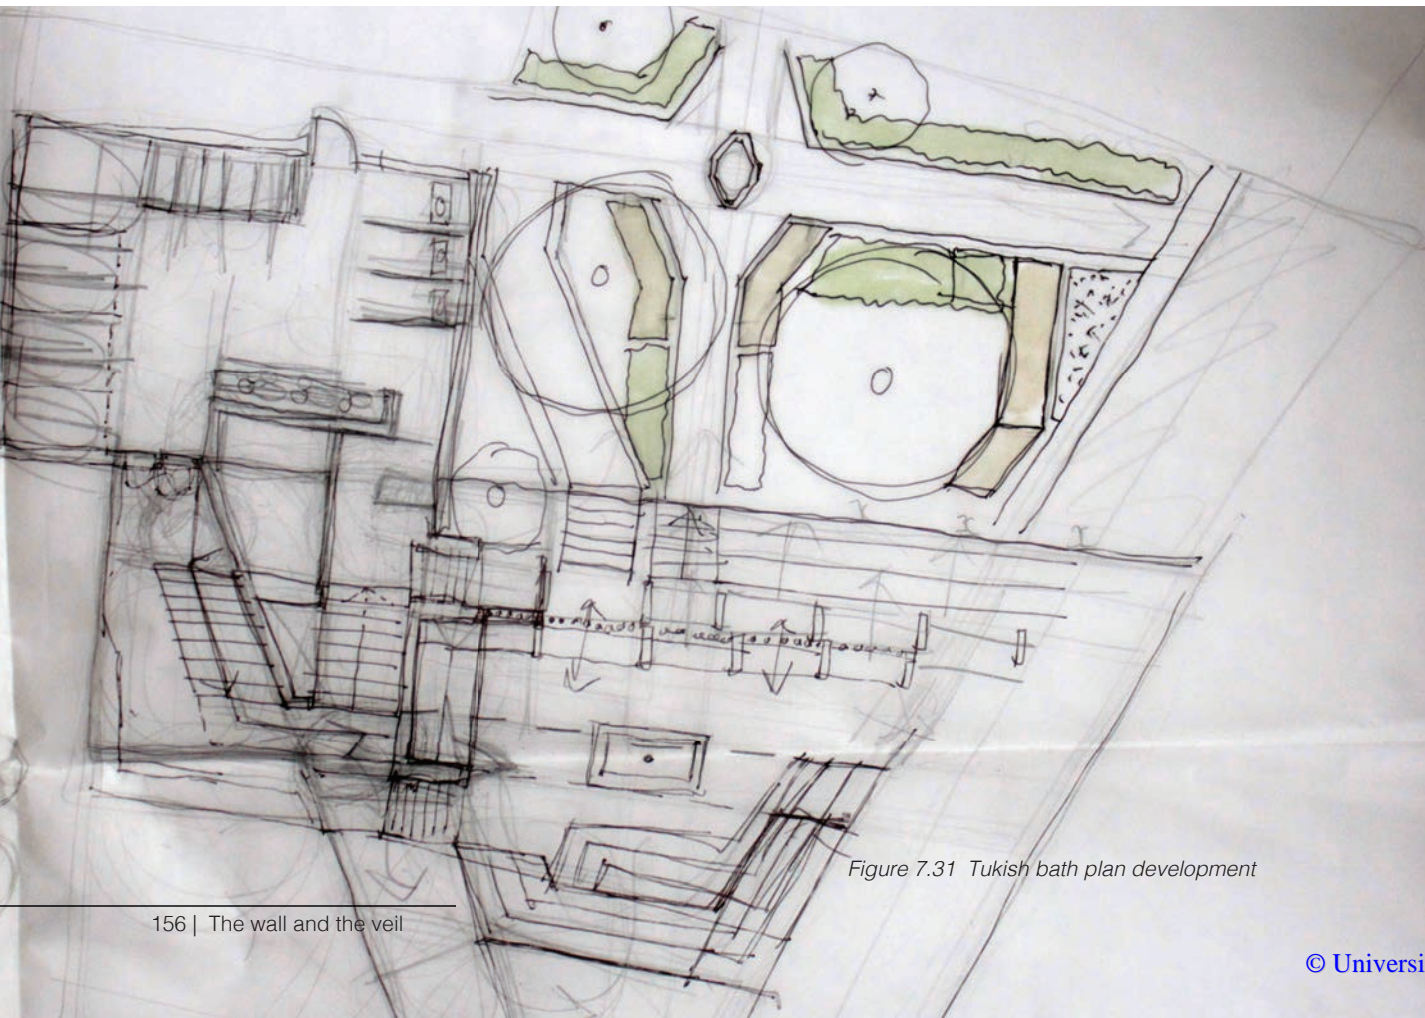 Figure 7.31 Tukish bath plan development
156 | The wall and the veil
© Universi